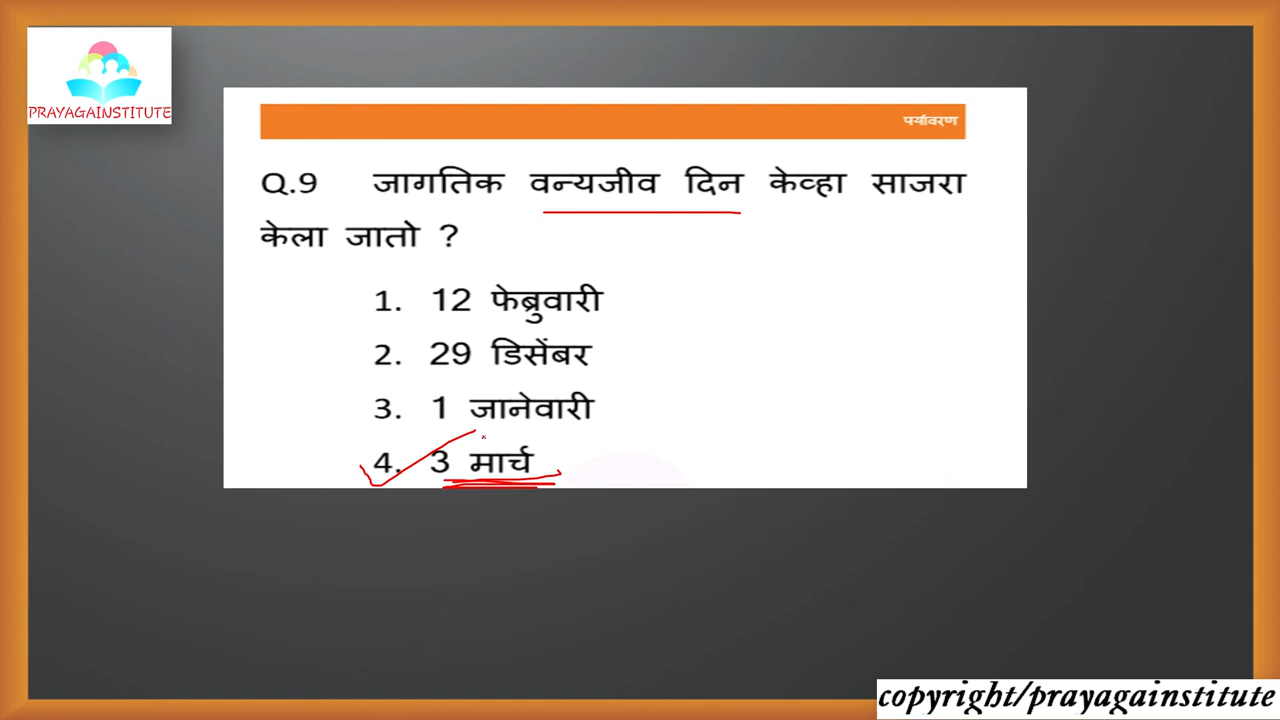 PRAYAGAINSTITUTE
पर्यावरण
Q.9 जागतिक वन्यजीव दिन केव्हा साजरा
केला जातो ?
1. 12 फेब्रुवारी
2. 29 डिसेंबर
3. 1 जानेवारी
4. 3 मार्च
copyright/prayagainstitute